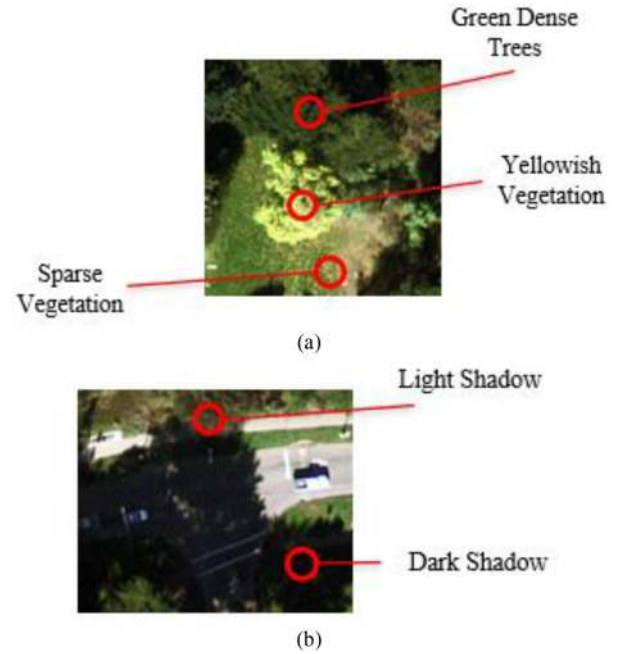 Green Dense
Trees
Yellowish
Vegetation
Sparse
Vegetation
(a)
Light Shadow
Dark Shadow
(b)